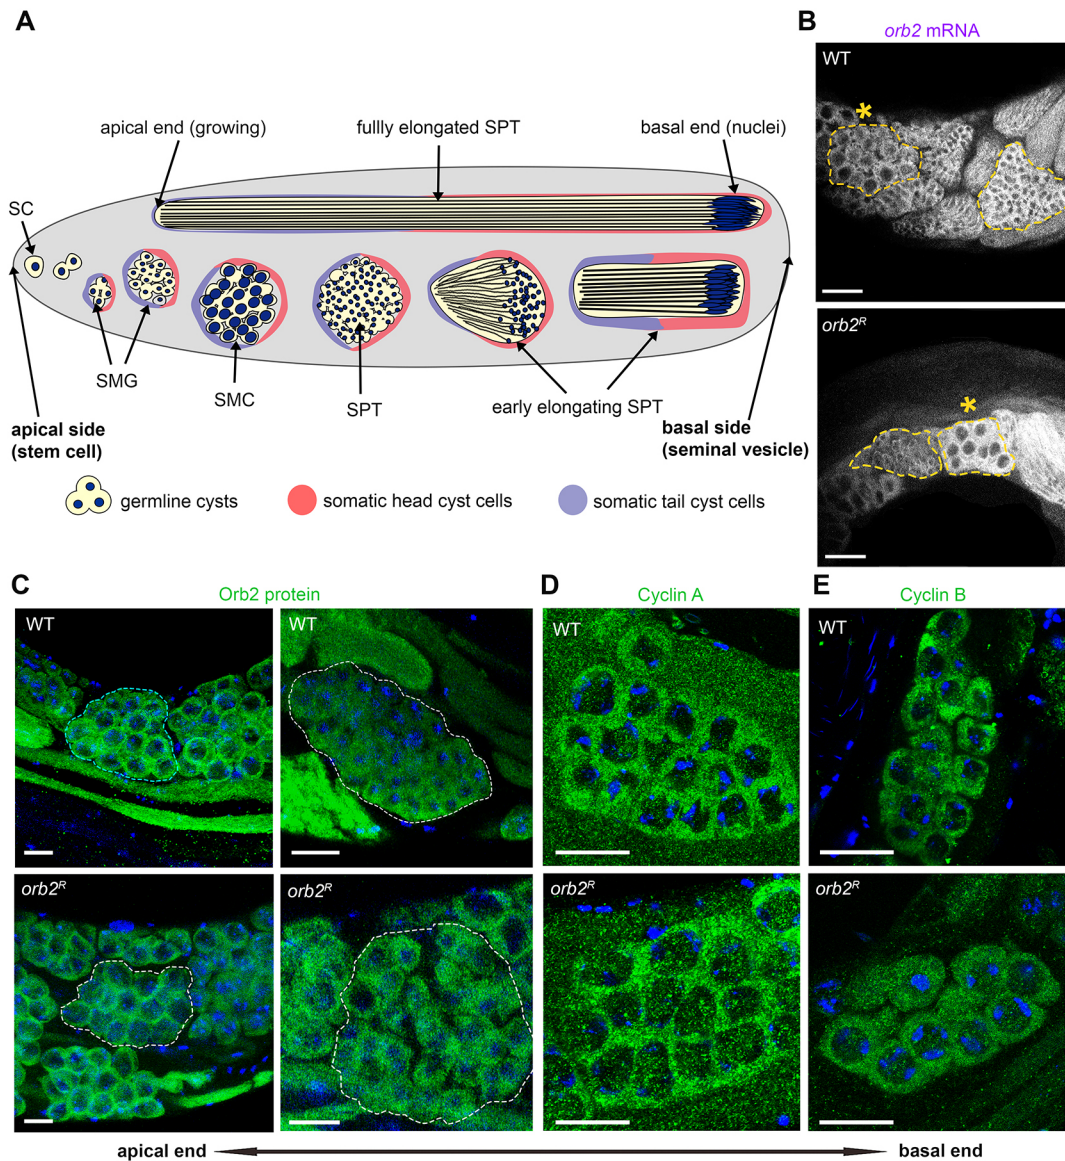 A
B
orb2 mRNA
WT
apical end (growing)
fullly elongated SPT
basal end (nuclei)
SC
*
SMG
SMC
SPT
early elongating SPT
apical side
(stem cell)
basal side
(seminal vesicle)
orb2R
*
germline cysts
somatic head cyst cells
somatic tail cyst cells
C
Orb2 protein
D
Cyclin A
E
Cyclin B
WT
WT
WT
WT
orb2R
orb2R
orb2R
orb2R
apical end
basal end